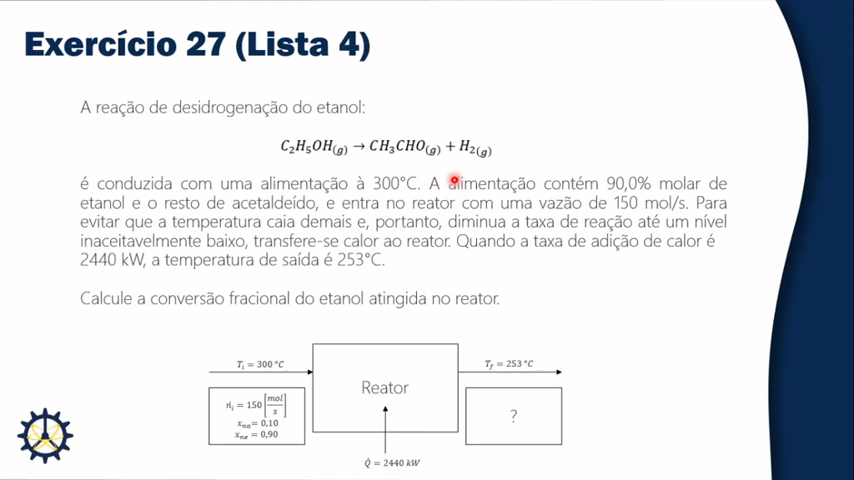 Exercício 27 (Lista 4)
A reação de desidrogenação do etanol:
C₂H₅OH₍g₎ → CH₃CHO₍g₎ + H₂₍g₎
é conduzida com uma alimentação à 300°C. A alimentação contém 90,0% molar de
etanol e o resto de acetaldeído, e entra no reator com uma vazão de 150 mol/s. Para
evitar que a temperatura caia demais e, portanto, diminua a taxa de reação até um nível
inaceitavelmente baixo, transfere-se calor ao reator. Quando a taxa de adição de calor é
2440 kW, a temperatura de saída é 253°C.
Calcule a conversão fracional do etanol atingida no reator.
Tᵢ = 300 °C
T_f = 253 °C
Reator
ṅᵢ = 150 [mol/s]
x_na = 0,10
x_ne = 0,90
?
Q̇ = 2440 kW